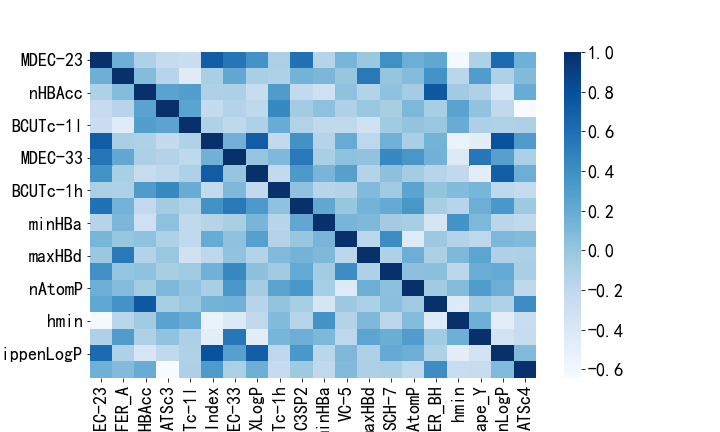 MDEC-23
nHBAcc
BCUTc-1l
MDEC-33
BCUTc-1h
minHBa
maxHBd
nAtomP
hmin
ippenLogP
1.0
0.8
0.6
0.4
0.2
0.0
-0.2
-0.4
-0.6
EC-23
FER_A
HBAcc
ATSc3
Tc-1l
Index
EC-33
XLogP
Tc-1h
C3SP2
inHBa
VC-5
axHBd
SCH-7
AtomP
ER_BH
hmin
ape_Y
nLogP
ATSc4